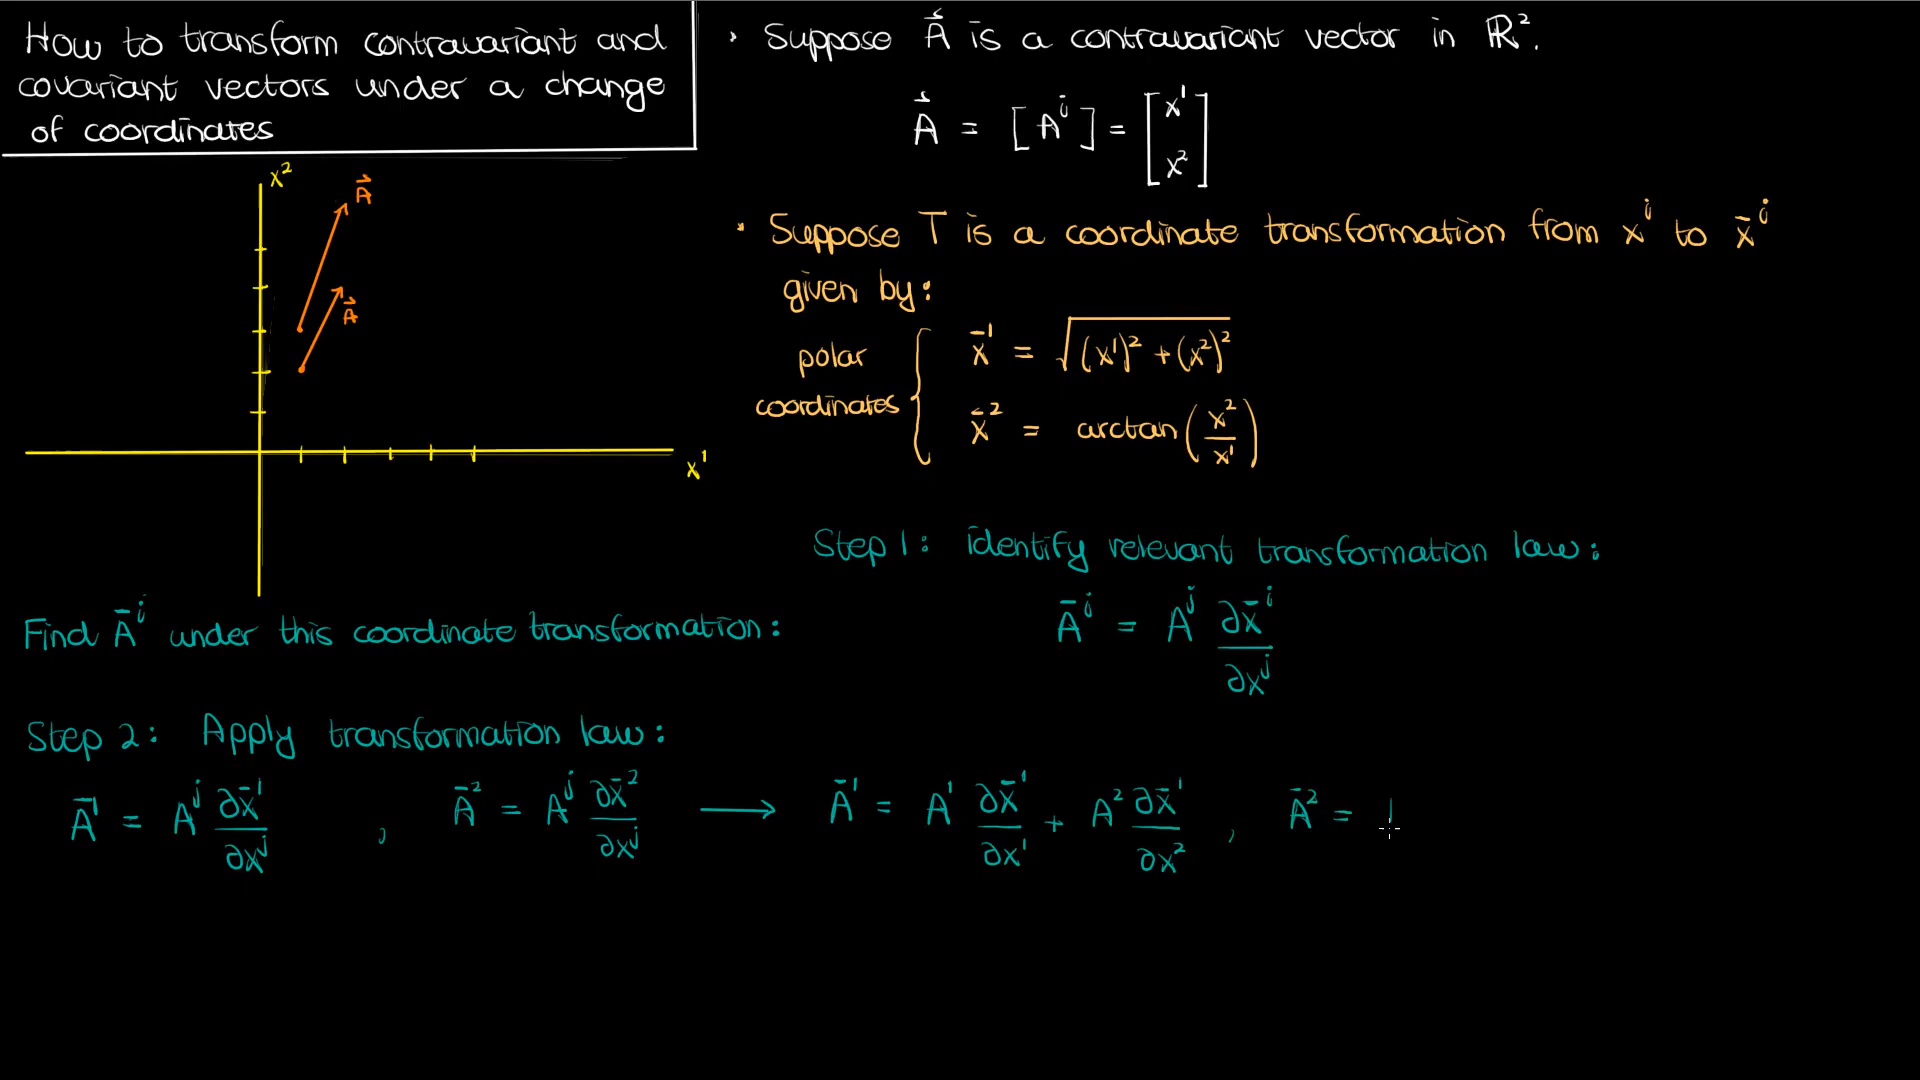 How to transform contravariant and
covariant vectors under a change
of coordinates
• Suppose A⃗ is a contravariant vector in ℝ².
A⃗ = [Aⁱ] = [x¹ x²]
x²
A⃗
A⃗
x¹
• Suppose T is a coordinate transformation from xⁱ to x̄ⁱ
given by:
polar coordinates { x̄¹ = √((x¹)² + (x²)²)
x̄² = arctan(x²/x¹)
Find Āⁱ under this coordinate transformation:
Step 1: identify relevant transformation law:
Āⁱ = Aʲ ∂x̄ⁱ/∂xʲ
Step 2: Apply transformation law:
Ā¹ = Aʲ ∂x̄¹/∂xʲ , Ā² = Aʲ ∂x̄²/∂xʲ ⟶ Ā¹ = A¹ ∂x̄¹/∂x¹ + A² ∂x̄¹/∂x² , Ā² =